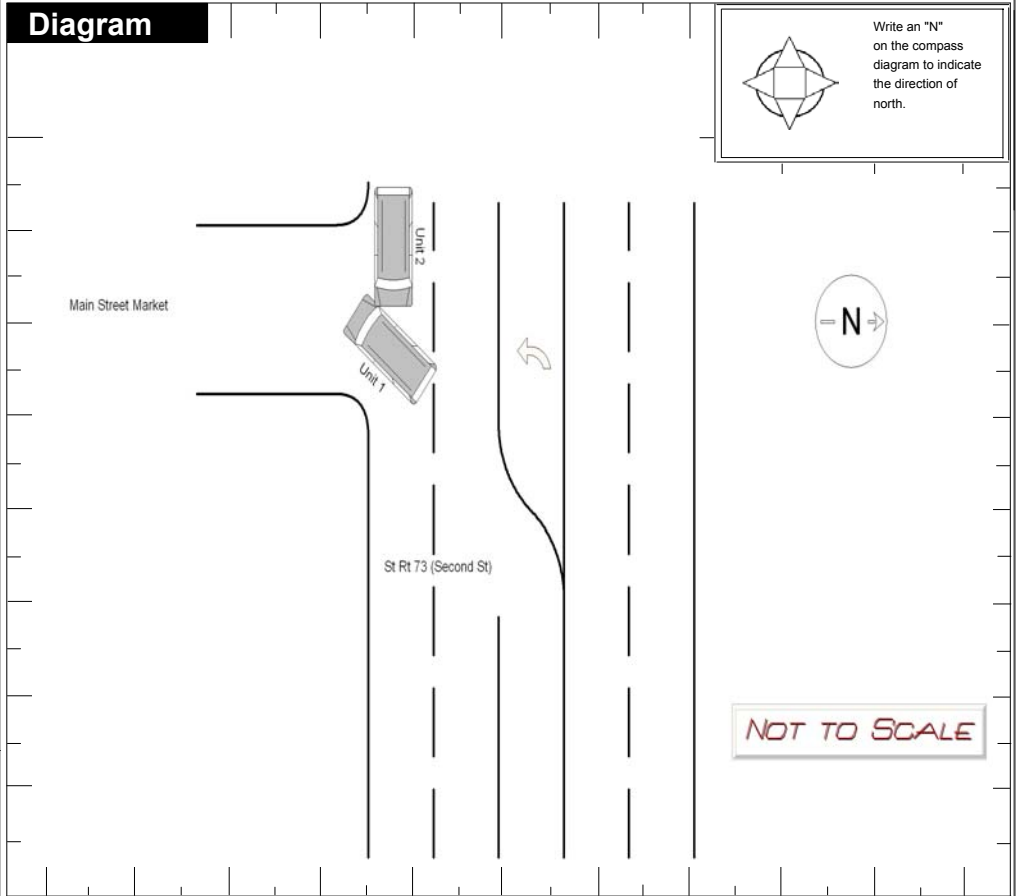 Diagram
Write an "N"
on the compass
diagram to indicate
the direction of
north.
Unit 2
Main Street Market
N
Unit 1
St Rt 73 (Second St)
NOT TO SCALE